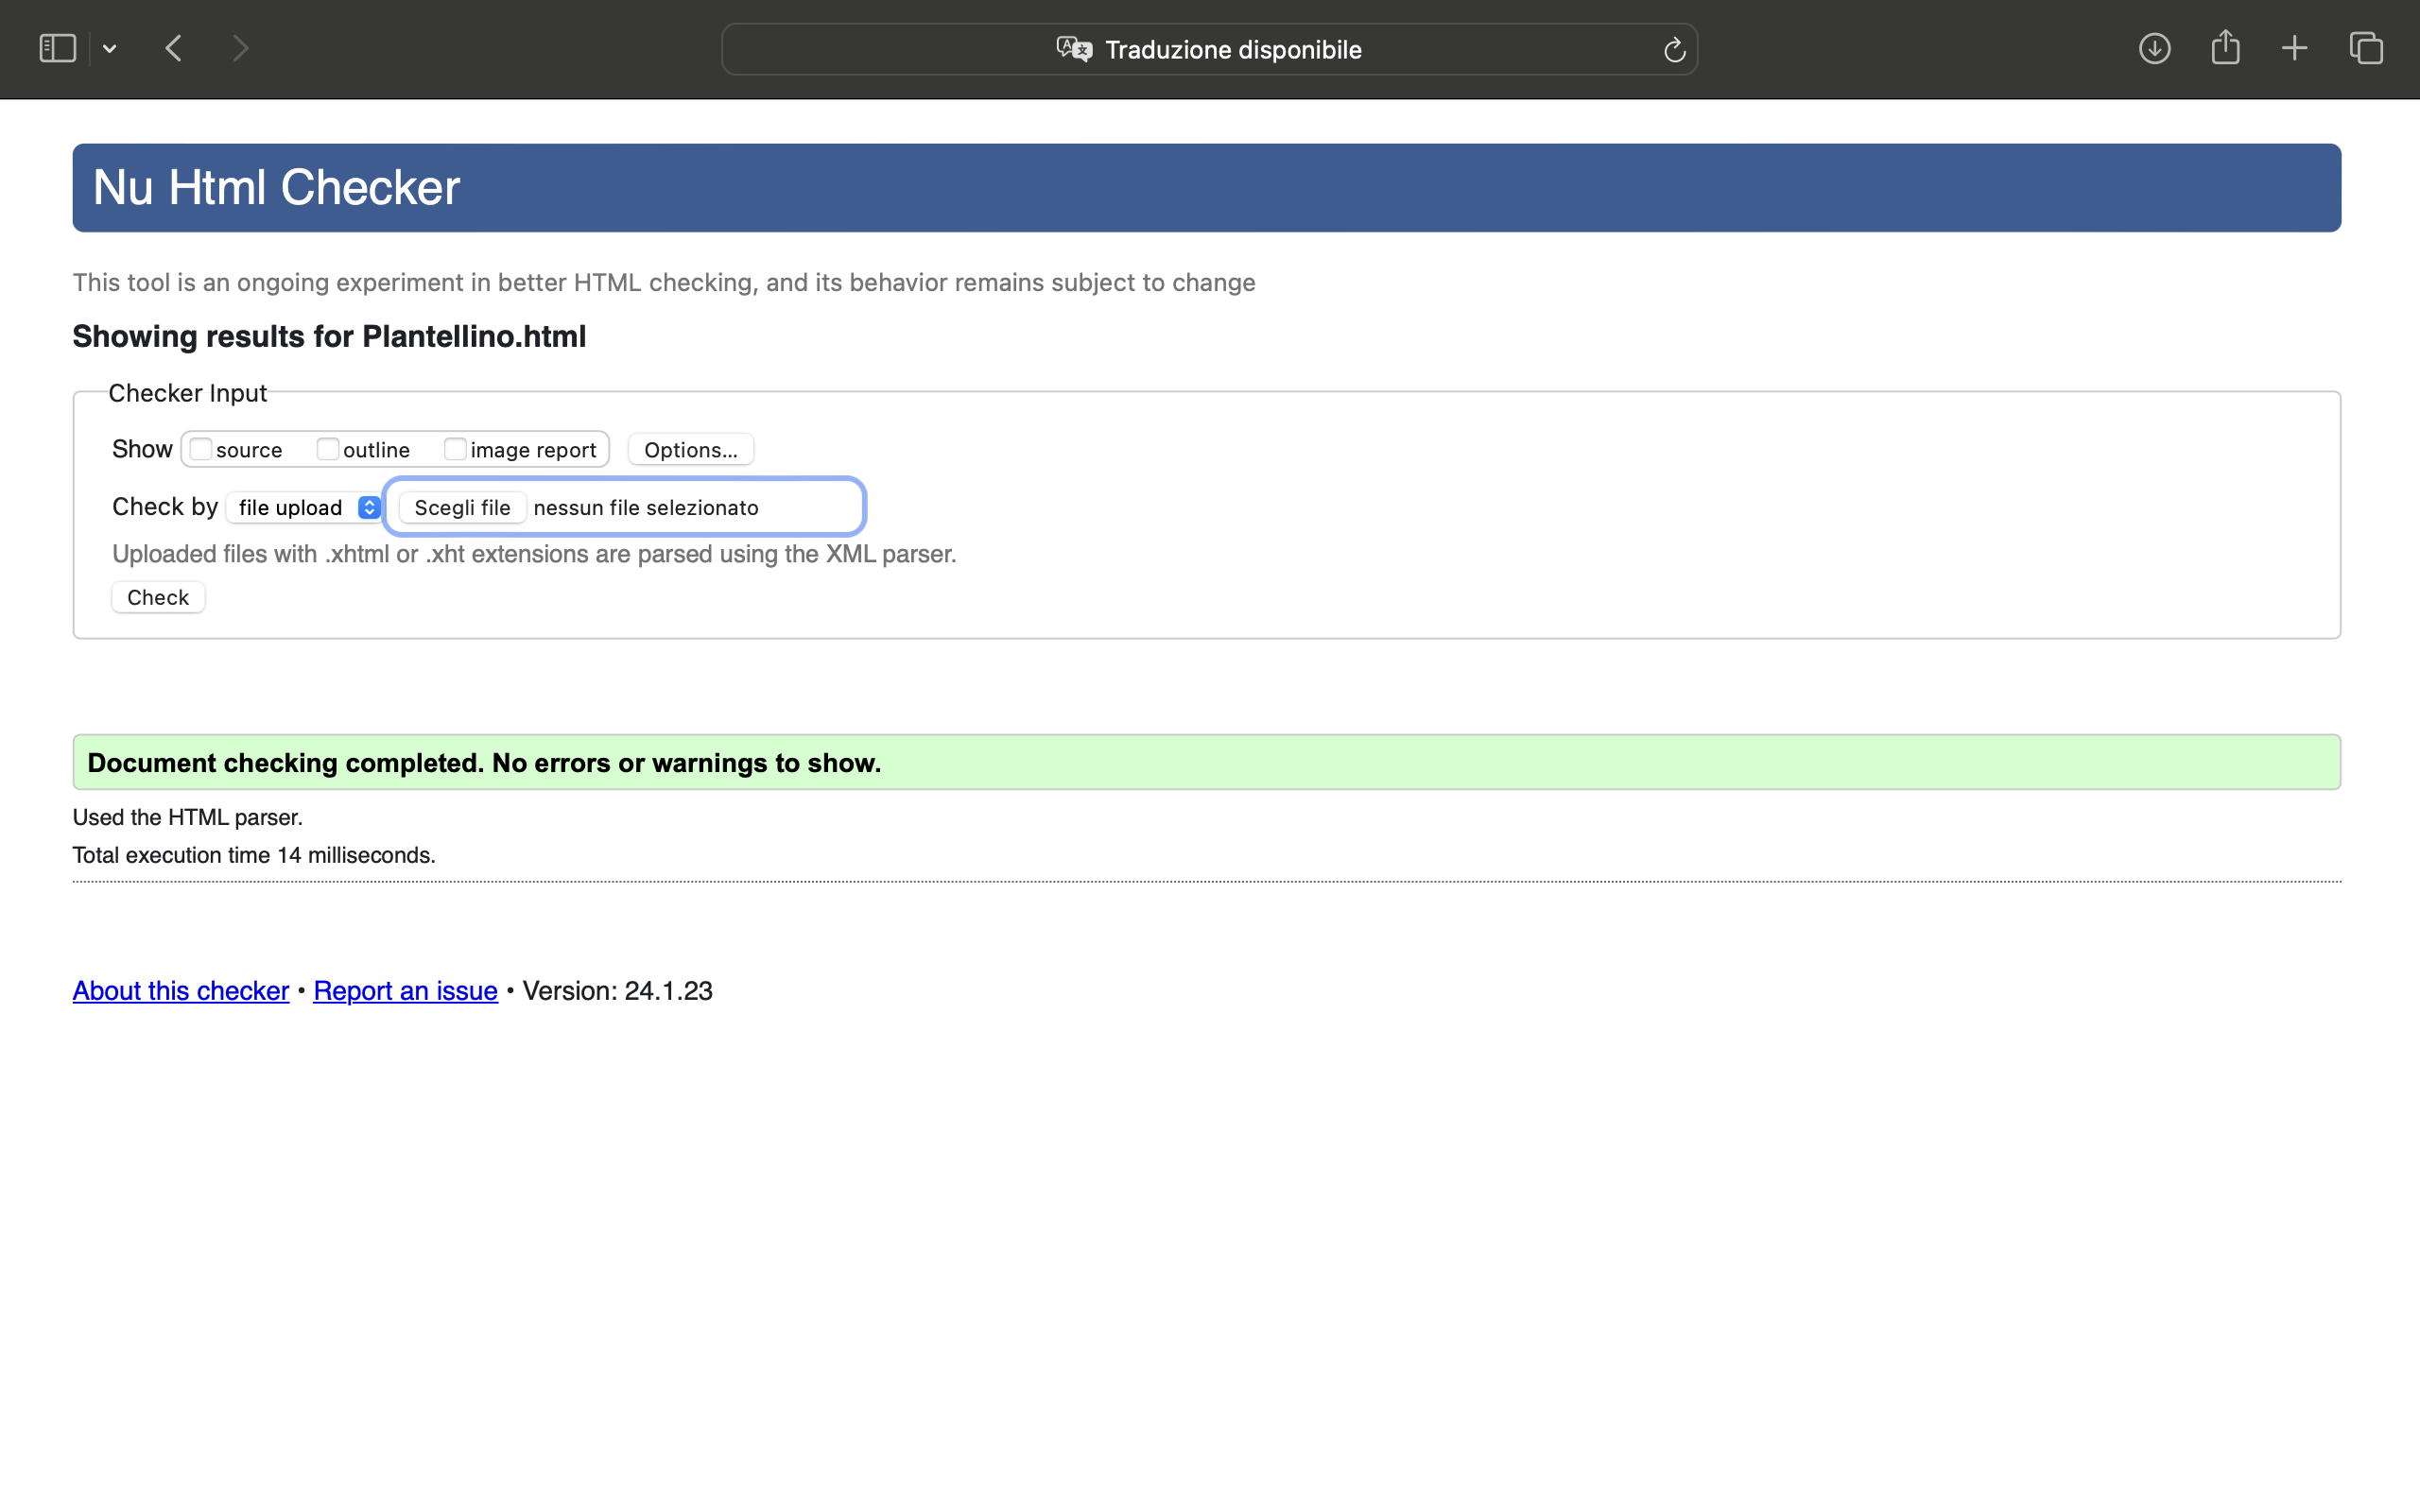 Traduzione disponibile
Nu Html Checker
This tool is an ongoing experiment in better HTML checking, and its behavior remains subject to change
Showing results for Plantellino.html
Checker Input
Show source outline image report Options...
Check by file upload Scegli file nessun file selezionato
Uploaded files with .xhtml or .xht extensions are parsed using the XML parser.
Check
Document checking completed. No errors or warnings to show.
Used the HTML parser.
Total execution time 14 milliseconds.
About this checker • Report an issue • Version: 24.1.23